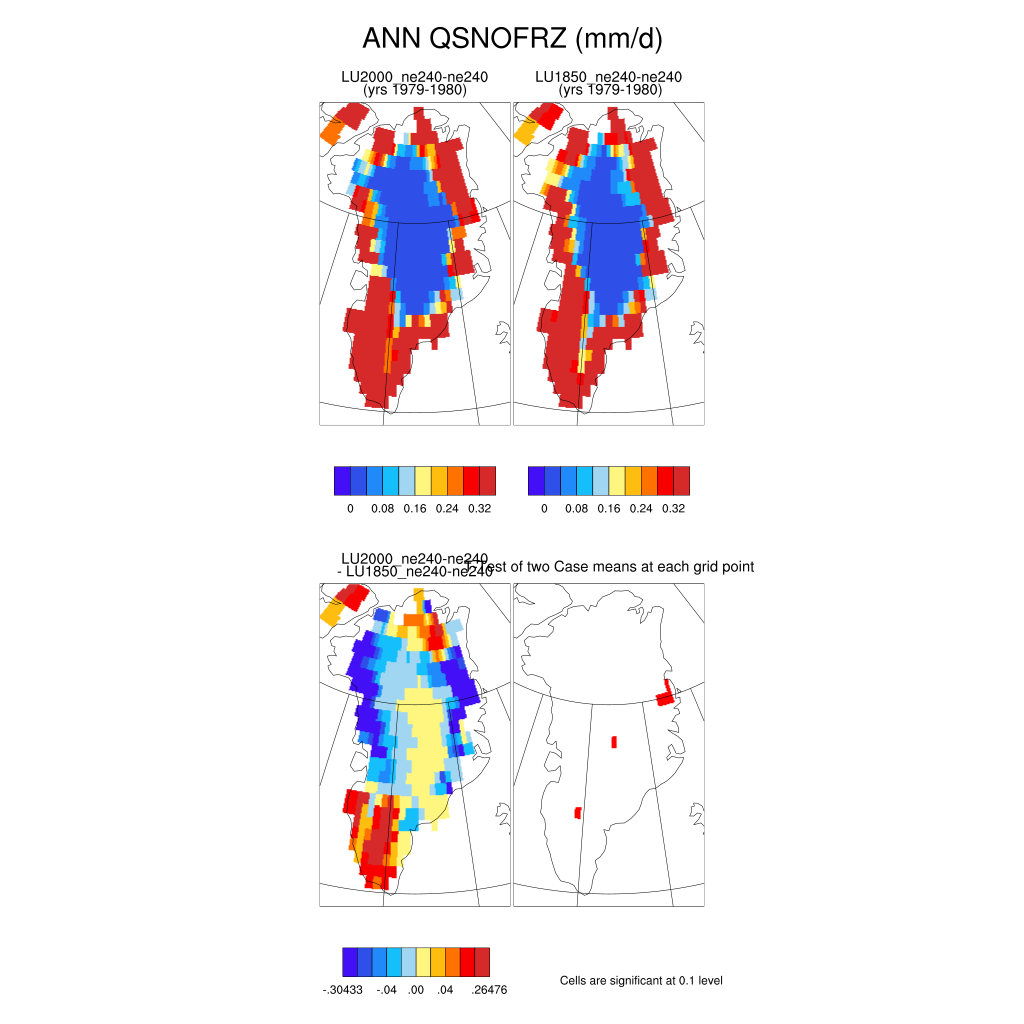 ANN QSNOFRZ (mm/d)
LU2000_ne240-ne240
(yrs 1979-1980)
LU1850_ne240-ne240
(yrs 1979-1980)
0 0.08 0.16 0.24 0.32
0 0.08 0.16 0.24 0.32
LU2000_ne240-ne240
- LU1850_ne240-ne240
T-Test of two Case means at each grid point
-.30433 -.04 .00 .04 .26476
Cells are significant at 0.1 level